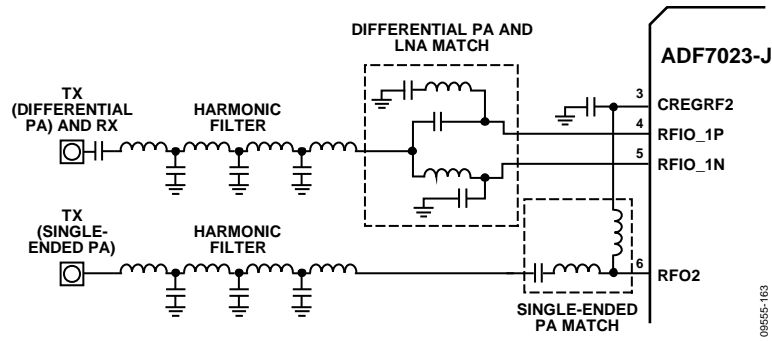 DIFFERENTIAL PA AND
LNA MATCH
ADF7023-J
TX
(DIFFERENTIAL
PA) AND RX
HARMONIC
FILTER
3
CREGRF2
4
RFIO_1P
5
RFIO_1N
TX
(SINGLE-
ENDED PA)
HARMONIC
FILTER
6
RFO2
SINGLE-ENDED
PA MATCH
09555-163